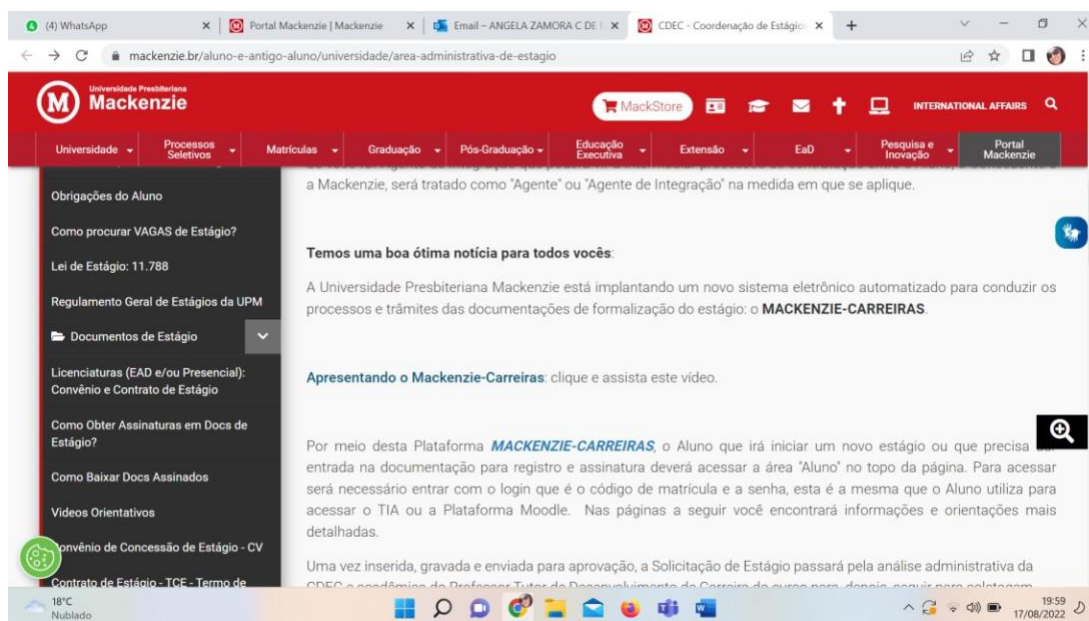 (4) WhatsApp
Portal Mackenzie | Mackenzie
Email – ANGELA ZAMORA C DE
CDEC - Coordenação de Estágio
mackenzie.br/aluno-e-antigo-aluno/universidade/area-administrativa-de-estagio
Universidade Presbiteriana
Mackenzie
MackStore
INTERNATIONAL AFFAIRS
Universidade
Processos Seletivos
Matrículas
Graduação
Pós-Graduação
Educação Executiva
Extensão
EaD
Pesquisa e Inovação
Portal Mackenzie
Obrigações do Aluno
Como procurar VAGAS de Estágio?
Lei de Estágio: 11.788
Regulamento Geral de Estágios da UPM
Documentos de Estágio
Licenciaturas (EAD e/ou Presencial):
Convênio e Contrato de Estágio
Como Obter Assinaturas em Docs de
Estágio?
Como Baixar Docs Assinados
Videos Orientativos
Convênio de Concessão de Estágio - CV
Contrato de Estágio - TCE - Termo de
a Mackenzie, será tratado como "Agente" ou "Agente de Integração" na medida em que se aplique.
Temos uma boa ótima notícia para todos vocês:
A Universidade Presbiteriana Mackenzie está implantando um novo sistema eletrônico automatizado para conduzir os
processos e trâmites das documentações de formalização do estágio: o MACKENZIE-CARREIRAS.
Apresentando o Mackenzie-Carreiras: clique e assista este vídeo.
Por meio desta Plataforma MACKENZIE-CARREIRAS, o Aluno que irá iniciar um novo estágio ou que precisa
entrada na documentação para registro e assinatura deverá acessar a área "Aluno" no topo da página. Para acessar
será necessário entrar com o login que é o código de matrícula e a senha, esta é a mesma que o Aluno utiliza para
acessar o TIA ou a Plataforma Moodle. Nas páginas a seguir você encontrará informações e orientações mais
detalhadas.
Uma vez inserida, gravada e enviada para aprovação, a Solicitação de Estágio passará pela análise administrativa da
18°C
Nublado
19:59
17/08/2022